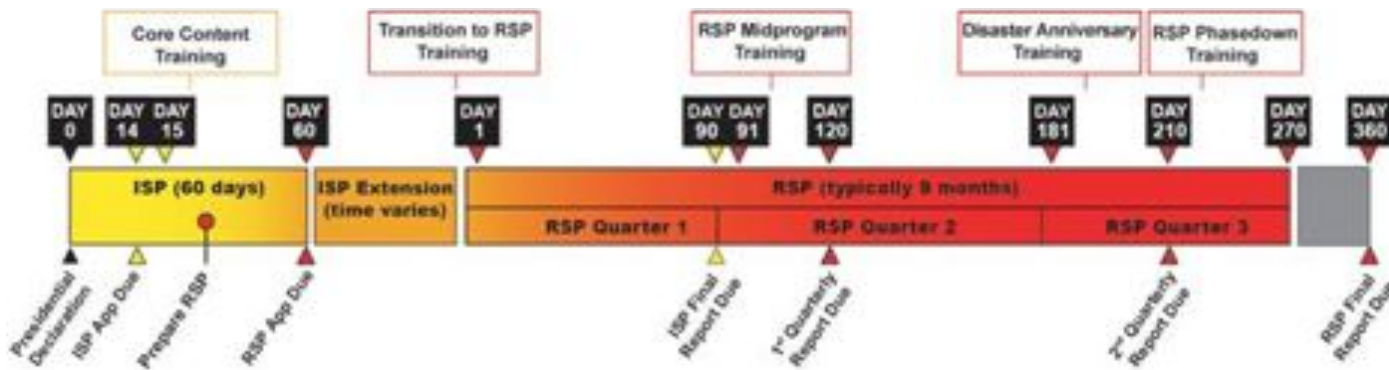 Core Content
Training
Transition to RSP
Training
RSP Midprogram
Training
Disaster Anniversary
Training
RSP Phasedown
Training
DAY
0
DAY
14
DAY
15
DAY
60
DAY
1
DAY
90
DAY
91
DAY
120
DAY
181
DAY
210
DAY
270
DAY
360
ISP (60 days)
ISP Extension
(time varies)
RSP (typically 9 months)
RSP Quarter 1
RSP Quarter 2
RSP Quarter 3
Presidential
Declaration
ISP App Due
Prepare RSP
RSP App Due
ISP Final
Report Due
1st Quarterly
Report Due
2st Quarterly
Report Due
RSP Final
Report Due